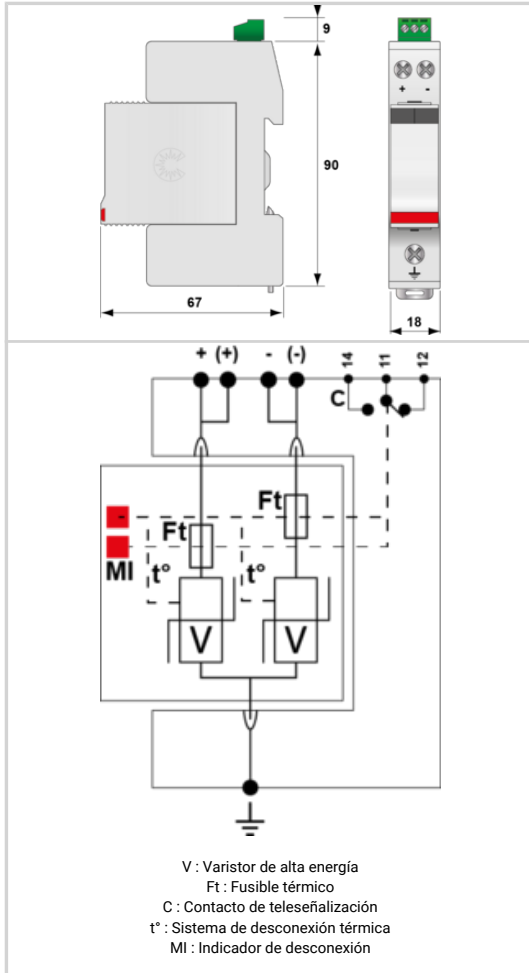 9
+ -
90
67
18
+ (+) - (-) 14 11 12
C
Ft
Ft
MI t° t°
V V
V : Varistor de alta energía
Ft : Fusible térmico
C : Contacto de teleseñalización
t° : Sistema de desconexión térmica
MI : Indicador de desconexión